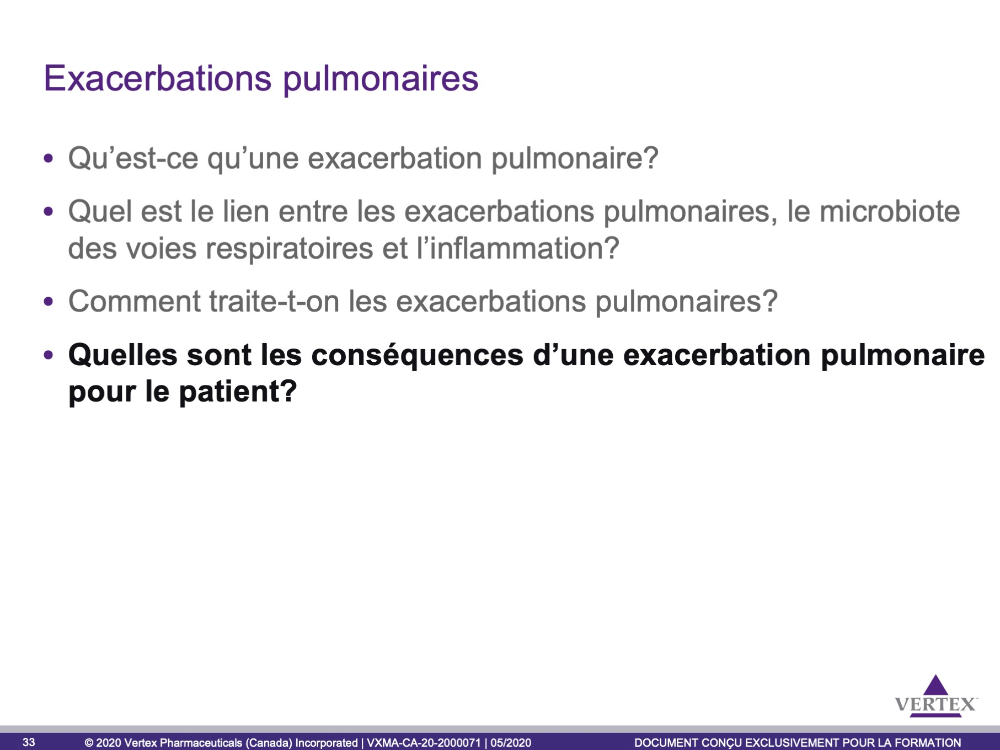 Exacerbations pulmonaires
• Qu’est-ce qu’une exacerbation pulmonaire?
• Quel est le lien entre les exacerbations pulmonaires, le microbiote
des voies respiratoires et l’inflammation?
• Comment traite-t-on les exacerbations pulmonaires?
• Quelles sont les conséquences d’une exacerbation pulmonaire
pour le patient?
VERTEX™
33 © 2020 Vertex Pharmaceuticals (Canada) Incorporated | VXMA-CA-20-2000071 | 05/2020 DOCUMENT CONÇU EXCLUSIVEMENT POUR LA FORMATION